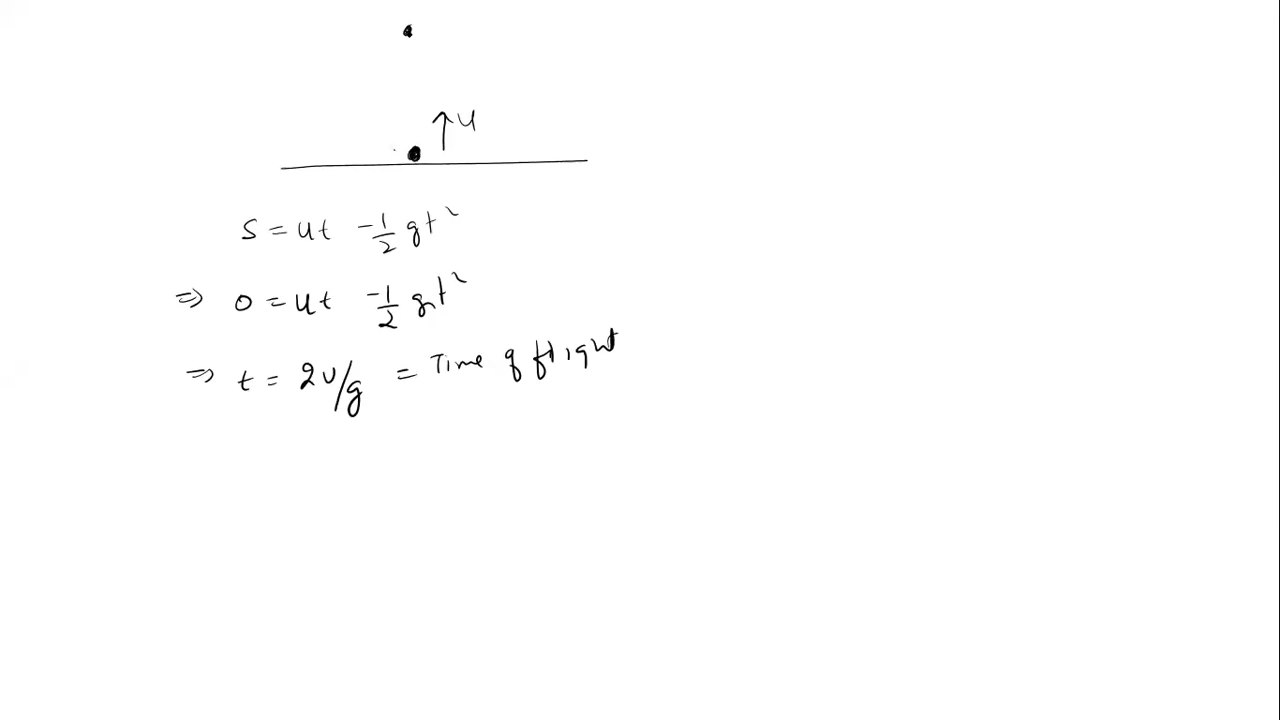 ↑u
S = ut - 1/2 gt²
⇒ 0 = ut - 1/2 gt²
⇒ t = 2u/g = Time of flight